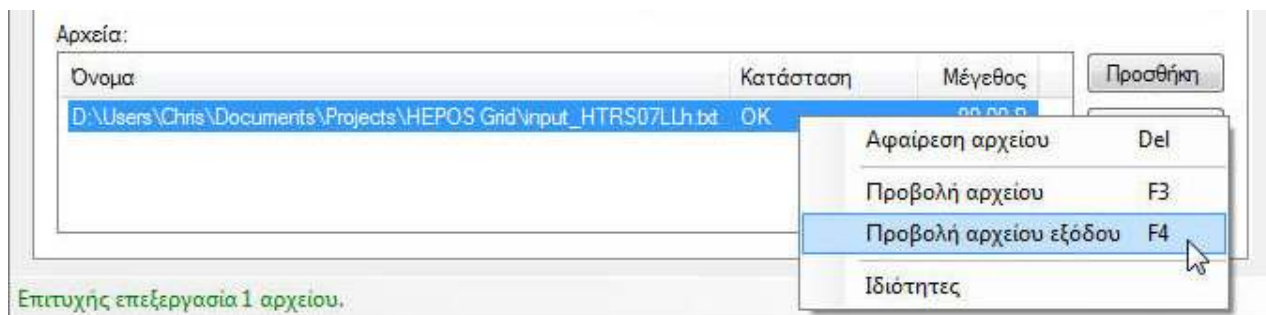 Αρχεία:
Όνομα Κατάσταση Μέγεθος Προσθήκη
D:\Users\Chris\Documents\Projects\HEPOS Grid\input_HTRS07LLh.txt OK
Αφαίρεση αρχείου Del
Προβολή αρχείου F3
Προβολή αρχείου εξόδου F4
Ιδιότητες
Επιτυχής επεξεργασία 1 αρχείου.